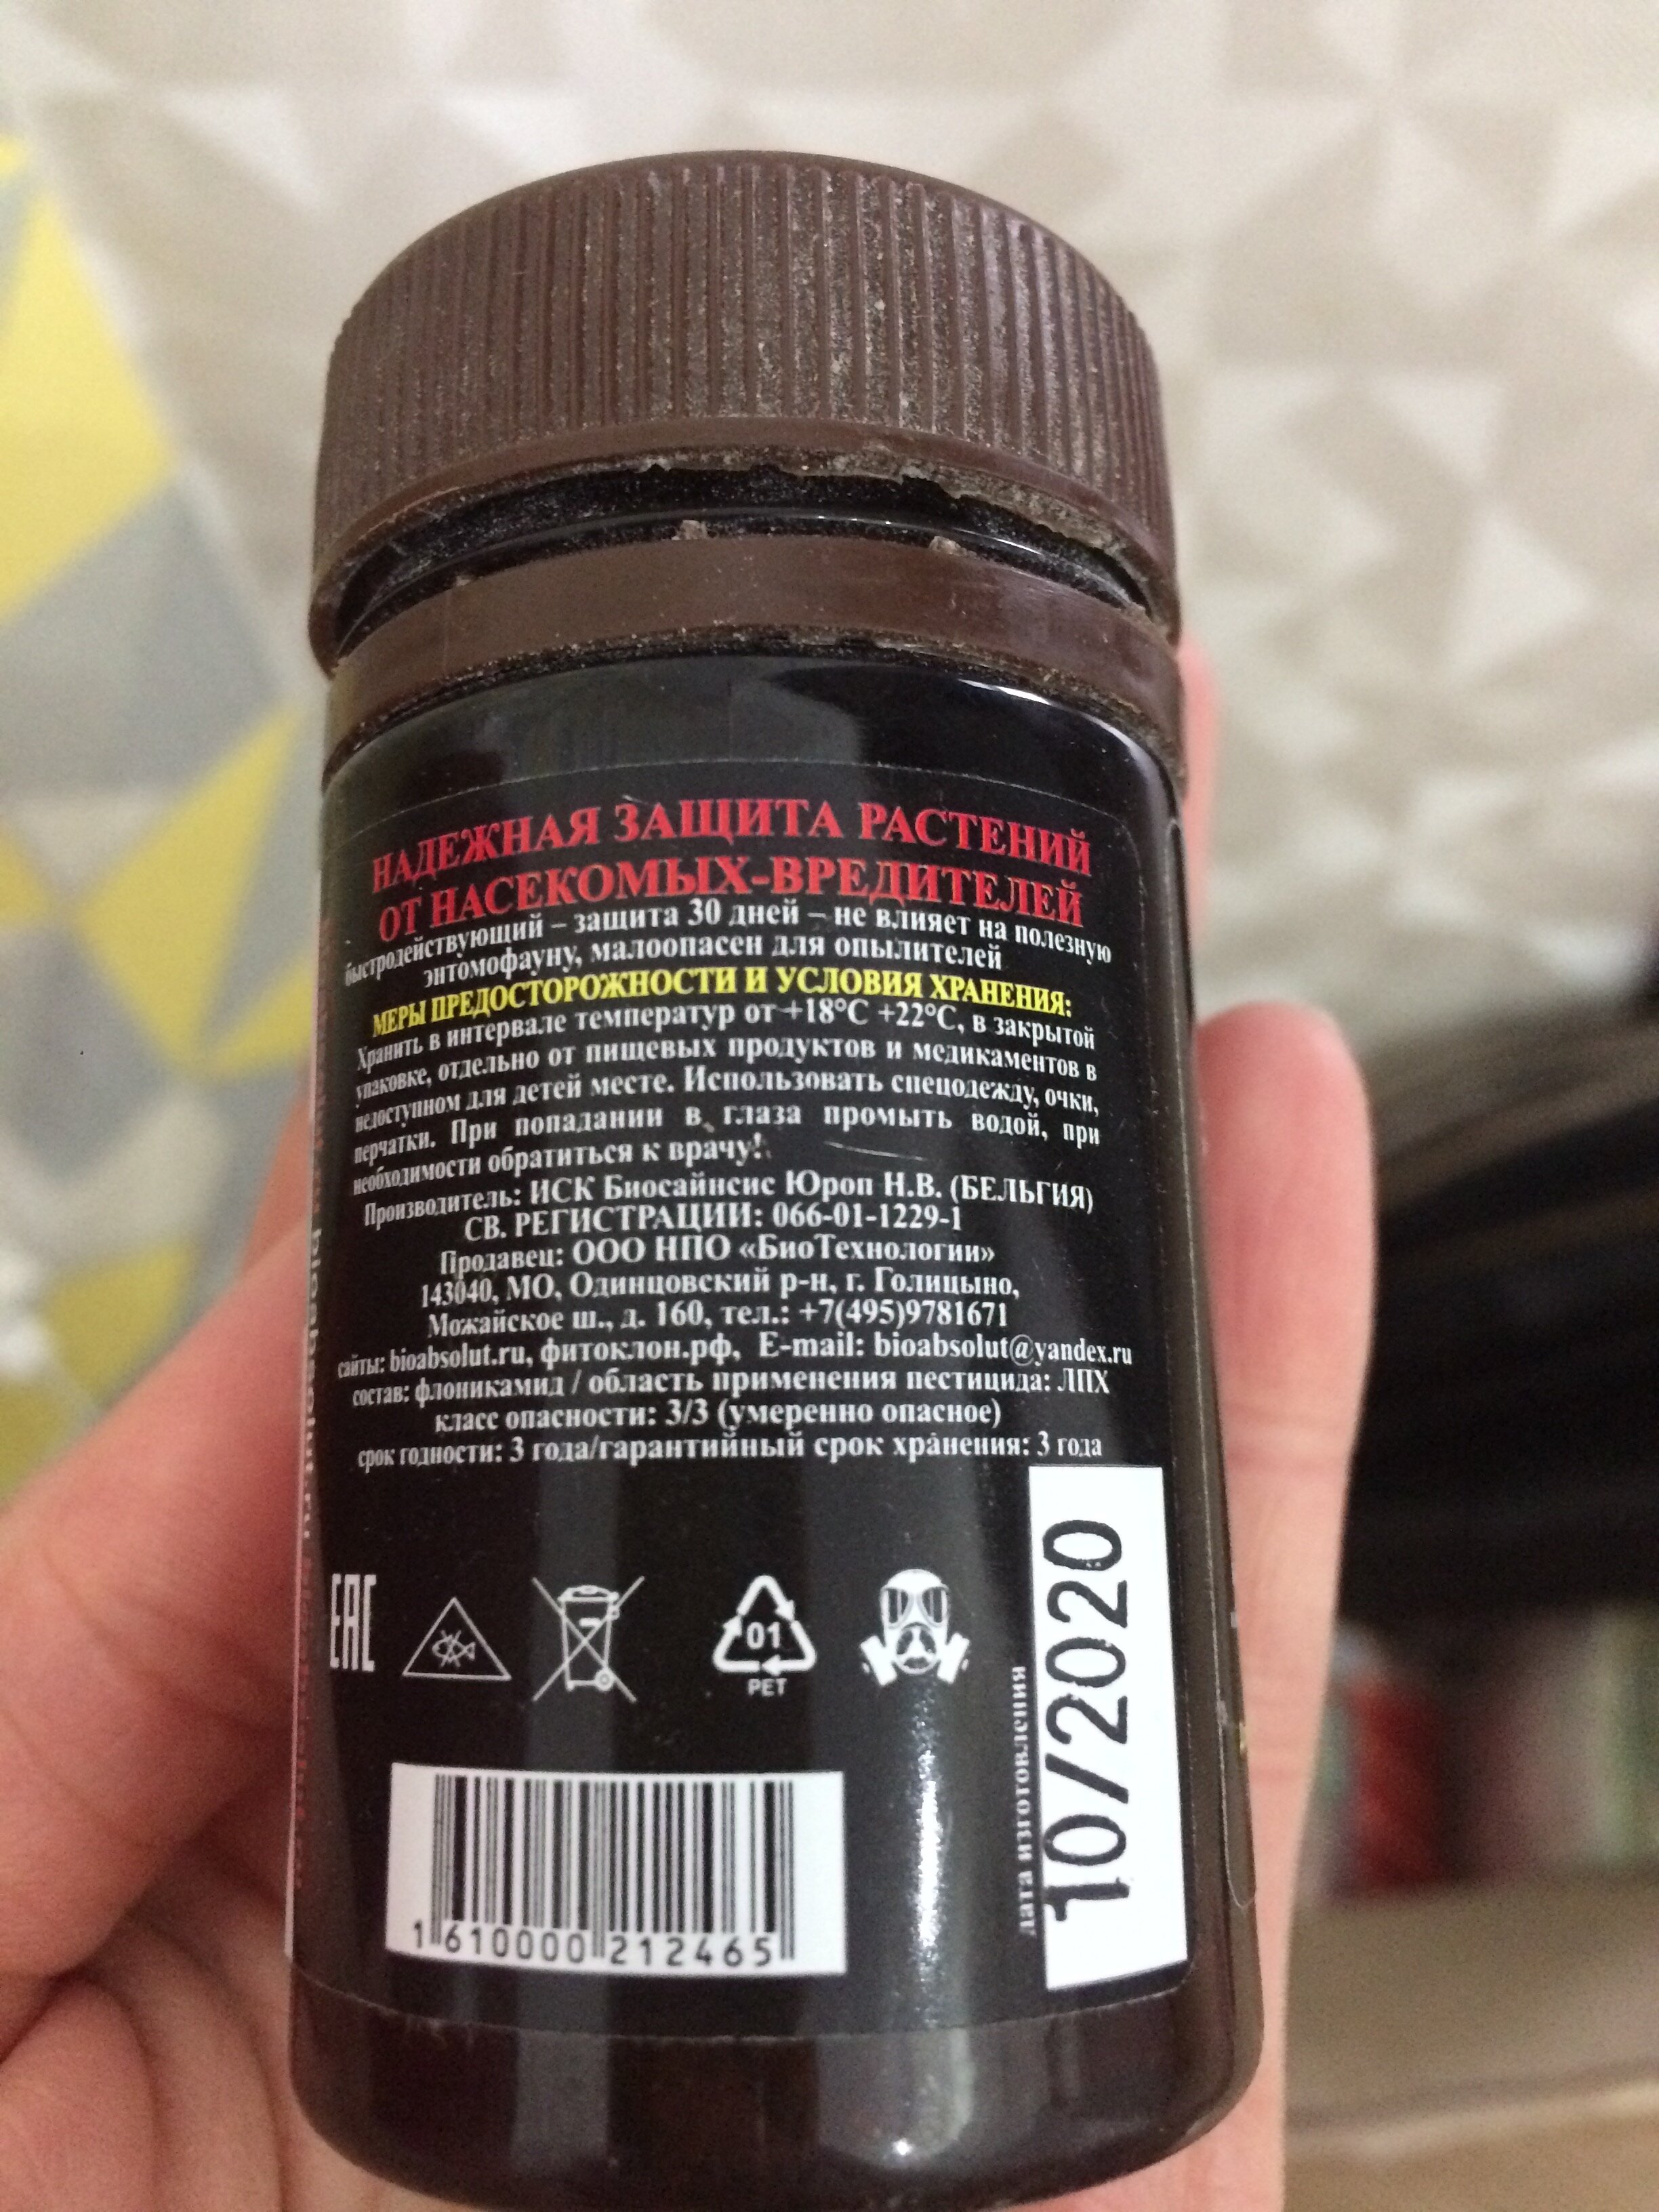 НАДЕЖНАЯ ЗАЩИТА РАСТЕНИЙ
ОТ НАСЕКОМЫХ-ВРЕДИТЕЛЕЙ
быстродействующий – защита 30 дней – не влияет на полезную
энтомофауну, малоопасен для опылителей
МЕРЫ ПРЕДОСТОРОЖНОСТИ И УСЛОВИЯ ХРАНЕНИЯ:
Хранить в интервале температур от +18°C +22°C, в закрытой
упаковке, отдельно от пищевых продуктов и медикаментов в
недоступном для детей месте. Использовать спецодежду, очки,
перчатки. При попадании в глаза промыть водой, при
необходимости обратиться к врачу!
Производитель: ИСК Биосайнсис Юроп Н.В. (БЕЛЬГИЯ)
СВ. РЕГИСТРАЦИИ: 066-01-1229-1
Продавец: ООО НПО «БиоТехнологии»
143040, МО, Одинцовский р-н, г. Голицыно,
Можайское ш., д. 160, тел.: +7(495)9781671
сайты: bioabsolut.ru, фитоклон.рф, E-mail: bioabsolut@yandex.ru
состав: флоникамид / область применения пестицида: ЛПХ
класс опасности: 3/3 (умеренно опасное)
срок годности: 3 года/гарантийный срок хранения: 3 года
EAC
01
PET
дата изготовления
10/2020
1 610000 212465